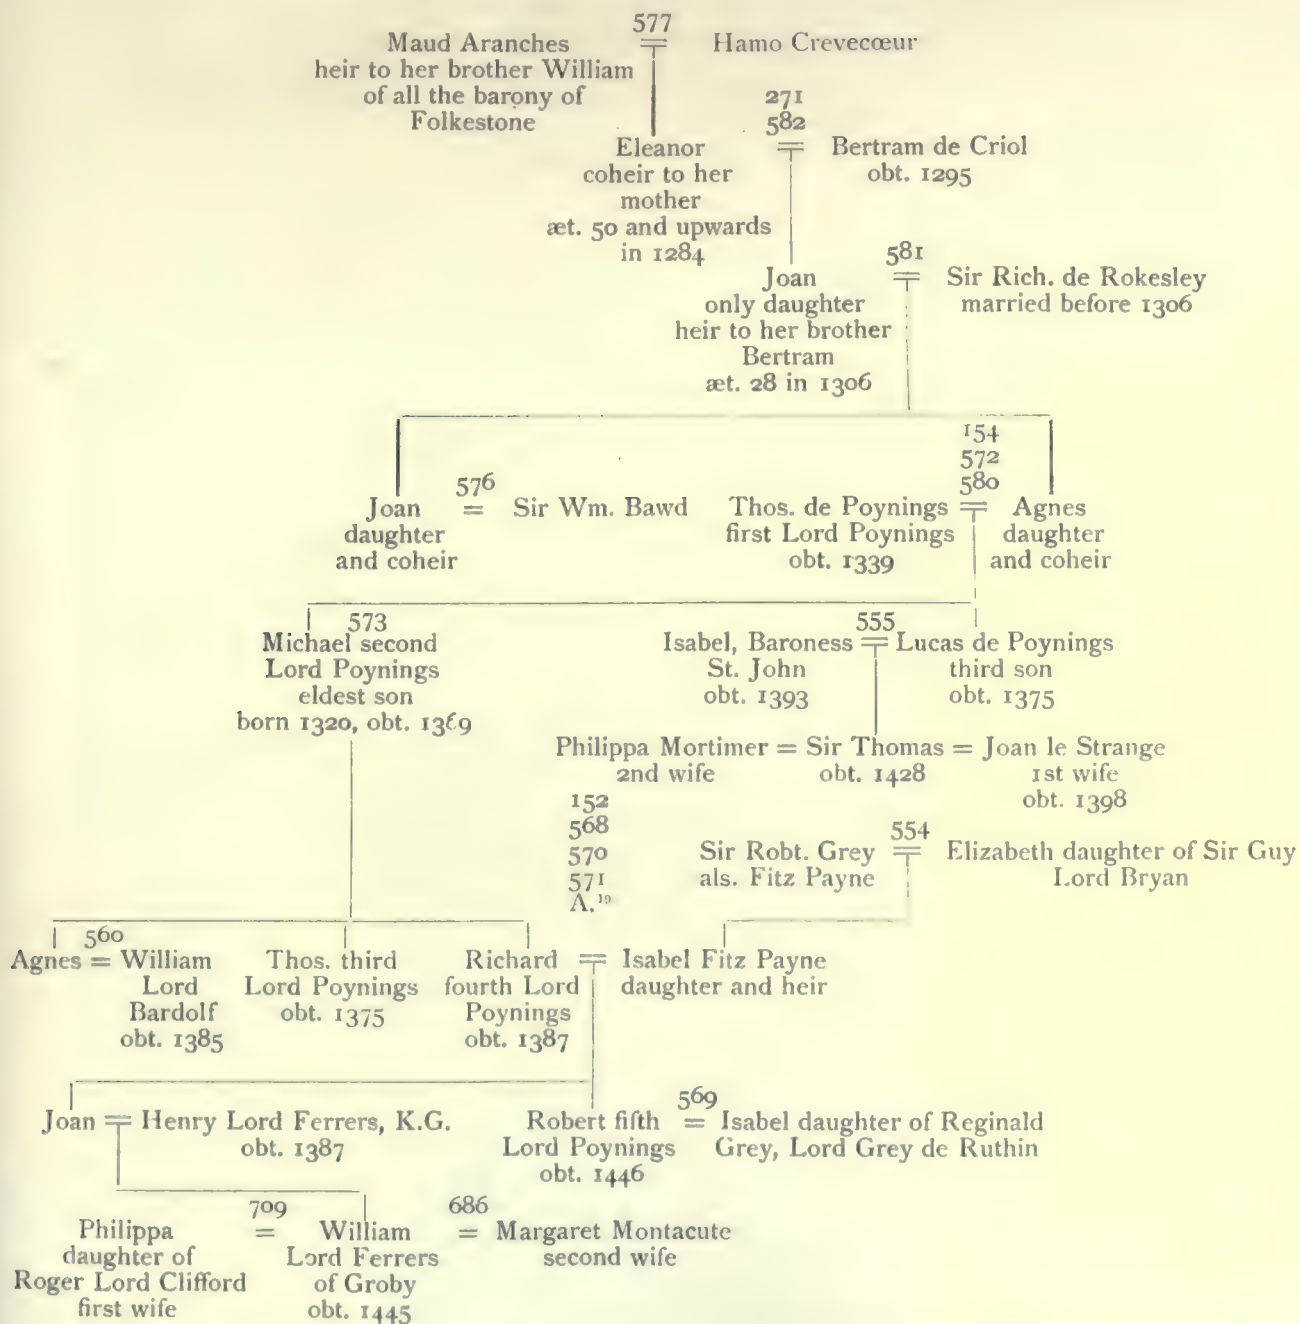 577
Maud Aranches = Hamo Crevecœur
heir to her brother William
of all the barony of
Folkestone
271
582
Eleanor = Bertram de Criol
coheir to her obt. 1295
mother
æt. 50 and upwards
in 1284
581
Joan = Sir Rich. de Rokesley
only daughter married before 1306
heir to her brother
Bertram
æt. 28 in 1306
154
572
576 580
Joan = Sir Wm. Bawd Thos. de Poynings = Agnes
daughter first Lord Poynings daughter
and coheir obt. 1339 and coheir
573 555
Michael second Isabel, Baroness = Lucas de Poynings
Lord Poynings St. John third son
eldest son obt. 1393 obt. 1375
born 1320, obt. 1369
Philippa Mortimer = Sir Thomas = Joan le Strange
2nd wife obt. 1428 1st wife
obt. 1398
152
568 554
570 Sir Robt. Grey = Elizabeth daughter of Sir Guy
571 als. Fitz Payne Lord Bryan
A.19
560
Agnes = William Thos. third Richard = Isabel Fitz Payne
Lord Lord Poynings fourth Lord daughter and heir
Bardolf obt. 1375 Poynings
obt. 1385 obt. 1387
569
Joan = Henry Lord Ferrers, K.G. Robert fifth = Isabel daughter of Reginald
obt. 1387 Lord Poynings Grey, Lord Grey de Ruthin
obt. 1446
709 686
Philippa = William = Margaret Montacute
daughter of Lord Ferrers second wife
Roger Lord Clifford of Groby
first wife obt. 1445